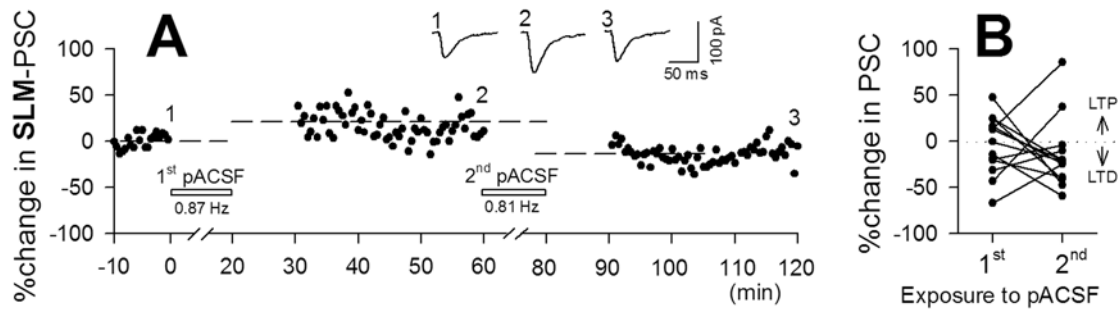 A
1 2 3
100 pA
50 ms
%change in SLM-PSC
100
50
0
-50
-100
1
2
3
1st pACSF
0.87 Hz
2nd pACSF
0.81 Hz
-10 0 20 30 40 50 60 80 90 100 110 120
(min)
B
%change in PSC
100
50
0
-50
-100
LTP
LTD
1st 2nd
Exposure to pACSF